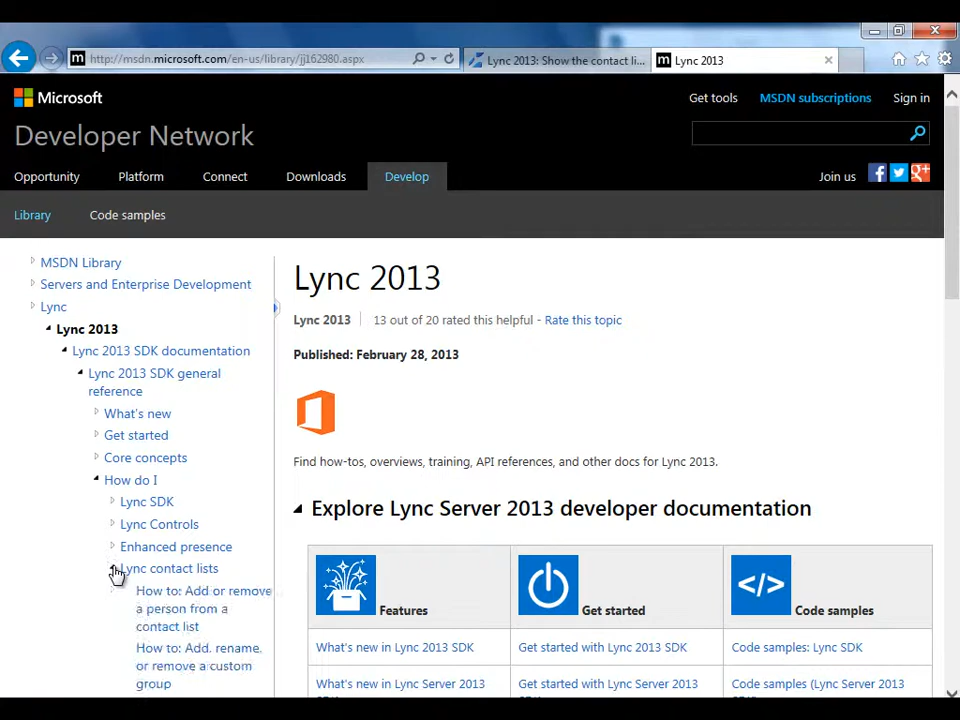 m http://msdn.microsoft.com/en-us/library/jj162980.aspx
Lync 2013: Show the contact li...
m Lync 2013
Microsoft
Get tools MSDN subscriptions Sign in
Developer Network
Opportunity Platform Connect Downloads Develop
Join us
Library Code samples
MSDN Library
Servers and Enterprise Development
Lync
Lync 2013
Lync 2013 SDK documentation
Lync 2013 SDK general
reference
What's new
Get started
Core concepts
How do I
Lync SDK
Lync Controls
Enhanced presence
Lync contact lists
How to: Add or remove
a person from a
contact list
How to: Add, rename,
or remove a custom
group
Lync 2013
Lync 2013 13 out of 20 rated this helpful - Rate this topic
Published: February 28, 2013
Find how-tos, overviews, training, API references, and other docs for Lync 2013.
Explore Lync Server 2013 developer documentation
Features Get started </> Code samples
What's new in Lync 2013 SDK Get started with Lync 2013 SDK Code samples: Lync SDK
What's new in Lync Server 2013 Get started with Lync Server 2013 Code samples (Lync Server 2013